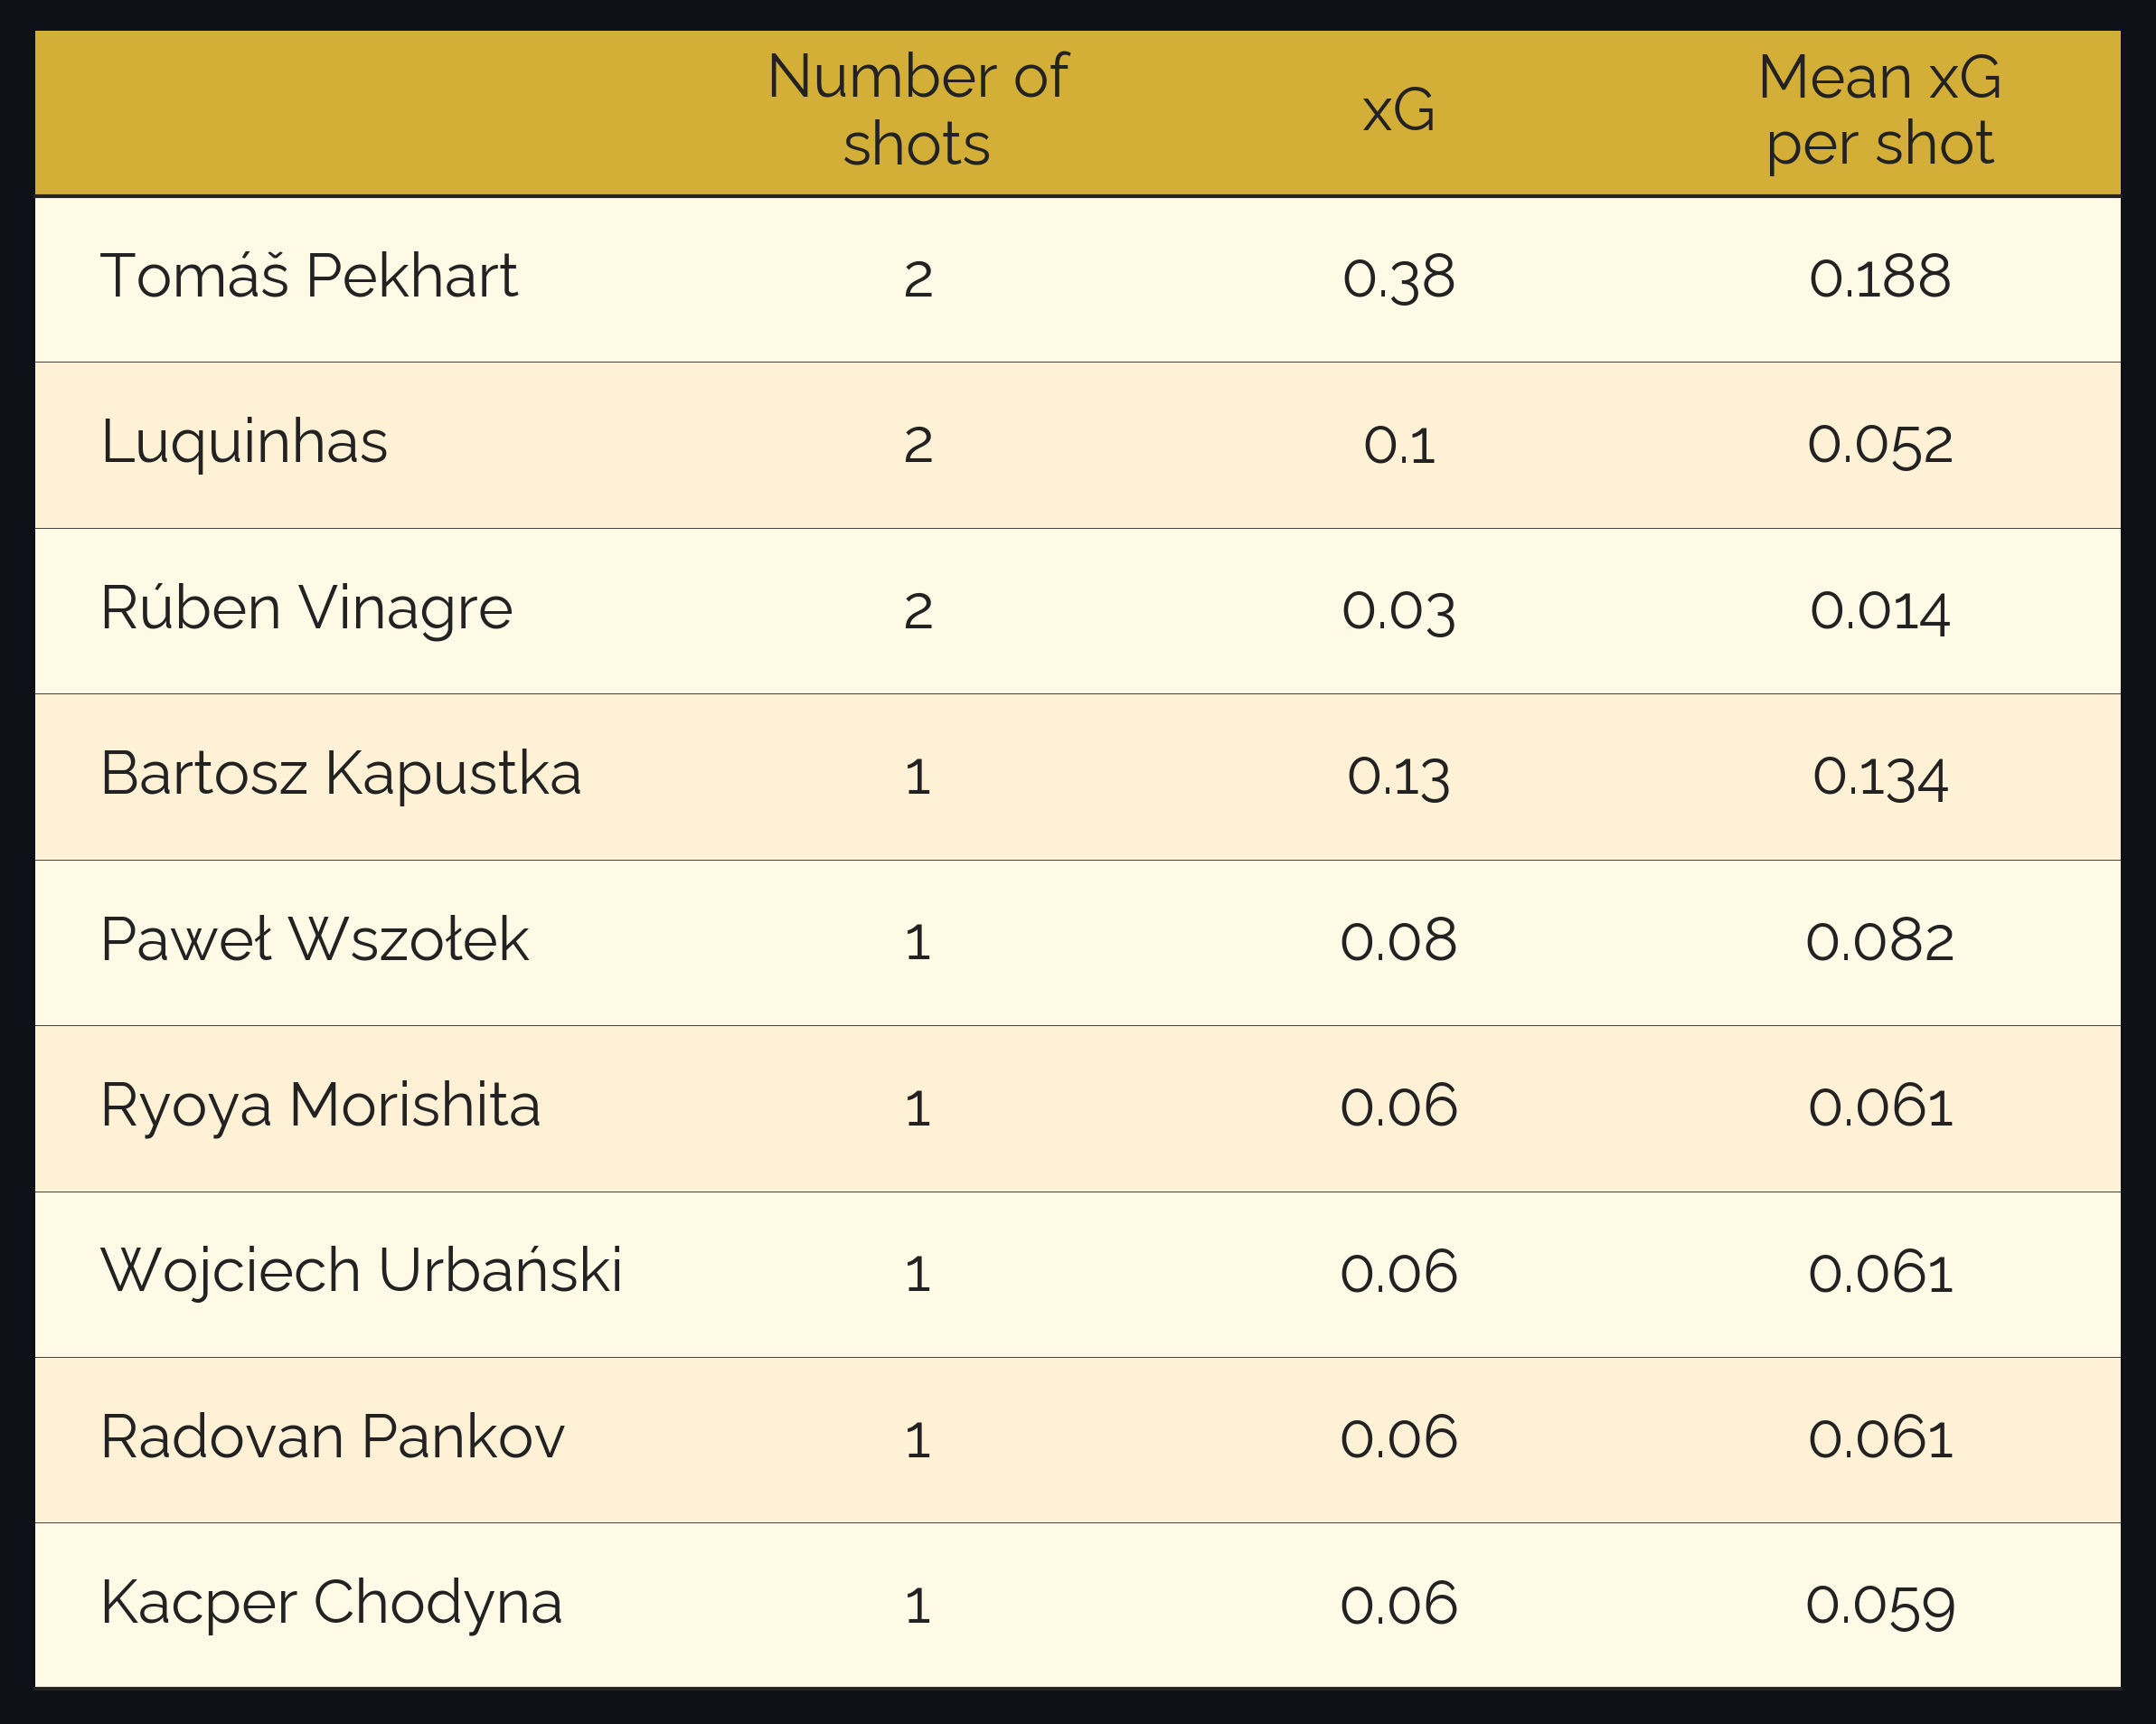 Number of shots xG Mean xG per shot
Tomáš Pekhart 2 0.38 0.188
Luquinhas 2 0.1 0.052
Rúben Vinagre 2 0.03 0.014
Bartosz Kapustka 1 0.13 0.134
Paweł Wszołek 1 0.08 0.082
Ryoya Morishita 1 0.06 0.061
Wojciech Urbański 1 0.06 0.061
Radovan Pankov 1 0.06 0.061
Kacper Chodyna 1 0.06 0.059